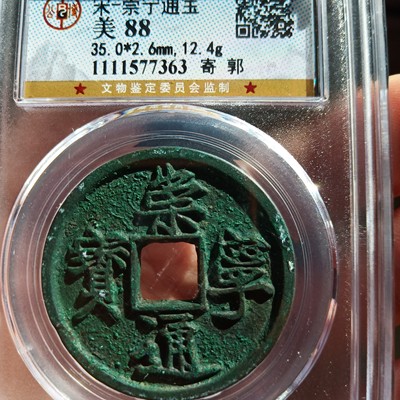 宋-崇宁通宝
美 88
35.0*2.6mm,12.4g
1111577363 寄 郭
★ 文物鉴定委员会监制 ★
崇寧通寶